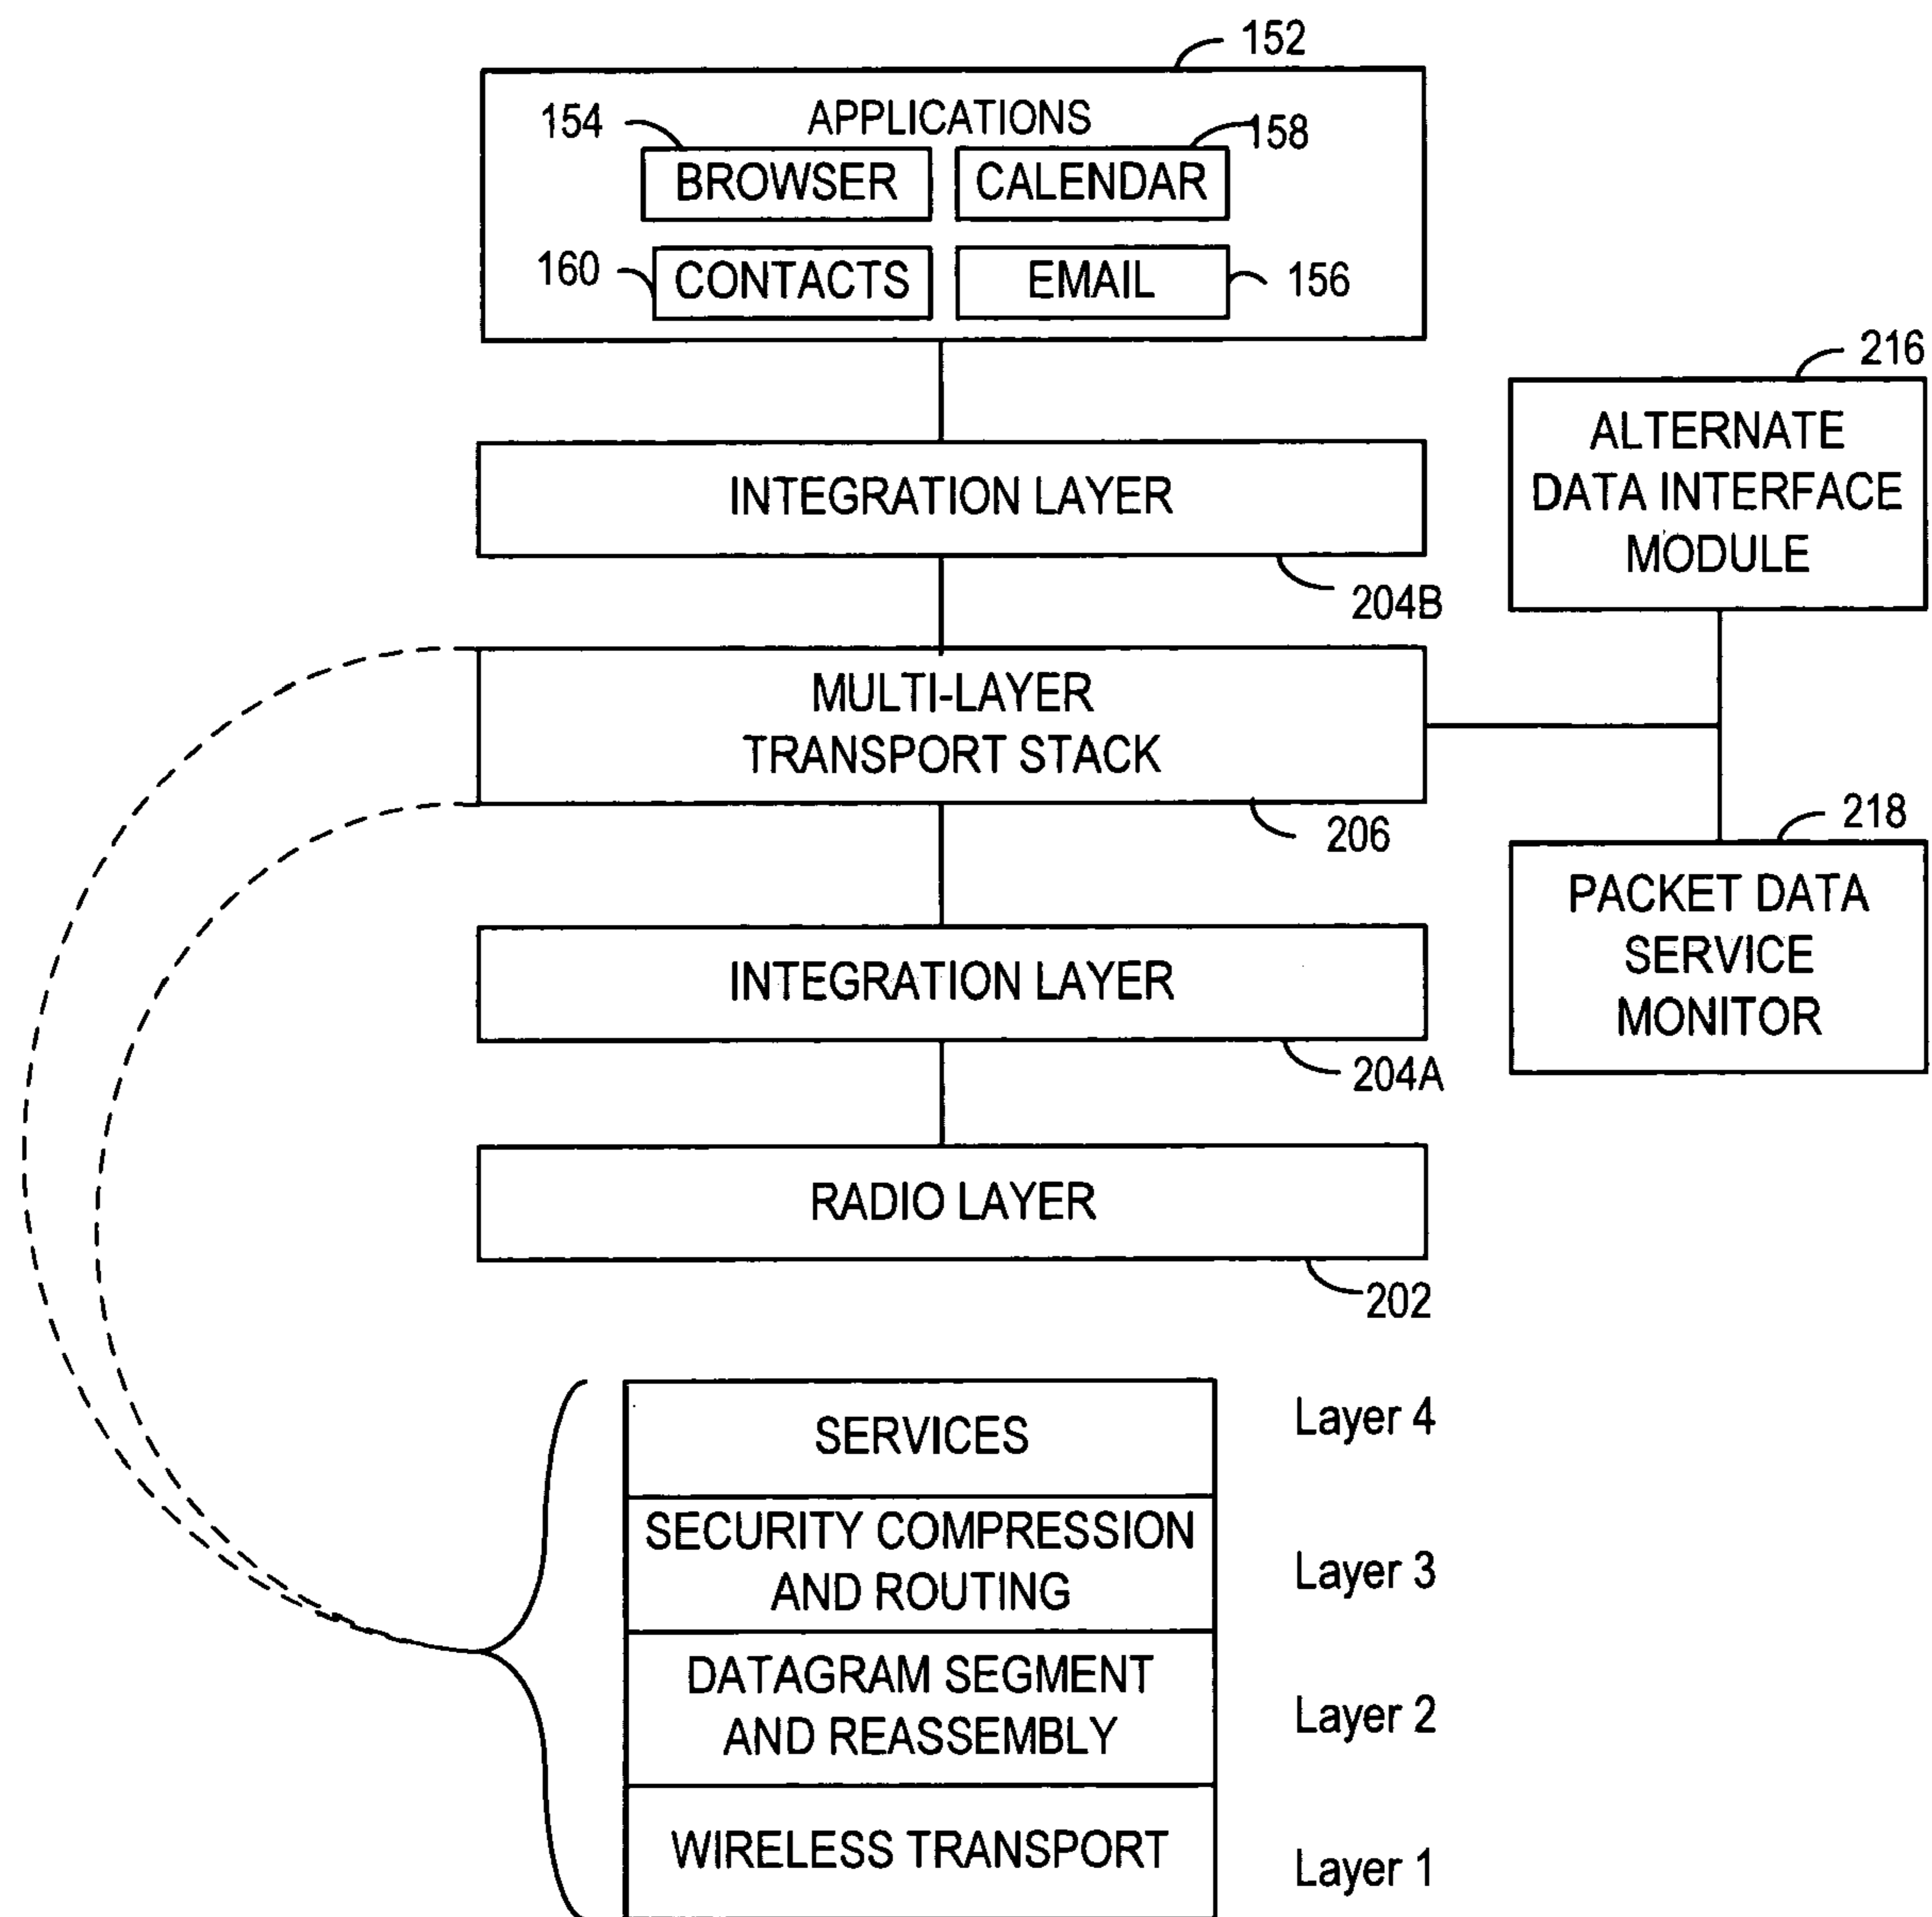 152
APPLICATIONS
154
158
BROWSER
CALENDAR
160
CONTACTS
EMAIL
156
216
ALTERNATE
DATA INTERFACE
MODULE
INTEGRATION LAYER
204B
MULTI-LAYER
TRANSPORT STACK
206
218
PACKET DATA
SERVICE
MONITOR
INTEGRATION LAYER
204A
RADIO LAYER
202
SERVICES
Layer 4
SECURITY COMPRESSION
AND ROUTING
Layer 3
DATAGRAM SEGMENT
AND REASSEMBLY
Layer 2
WIRELESS TRANSPORT
Layer 1